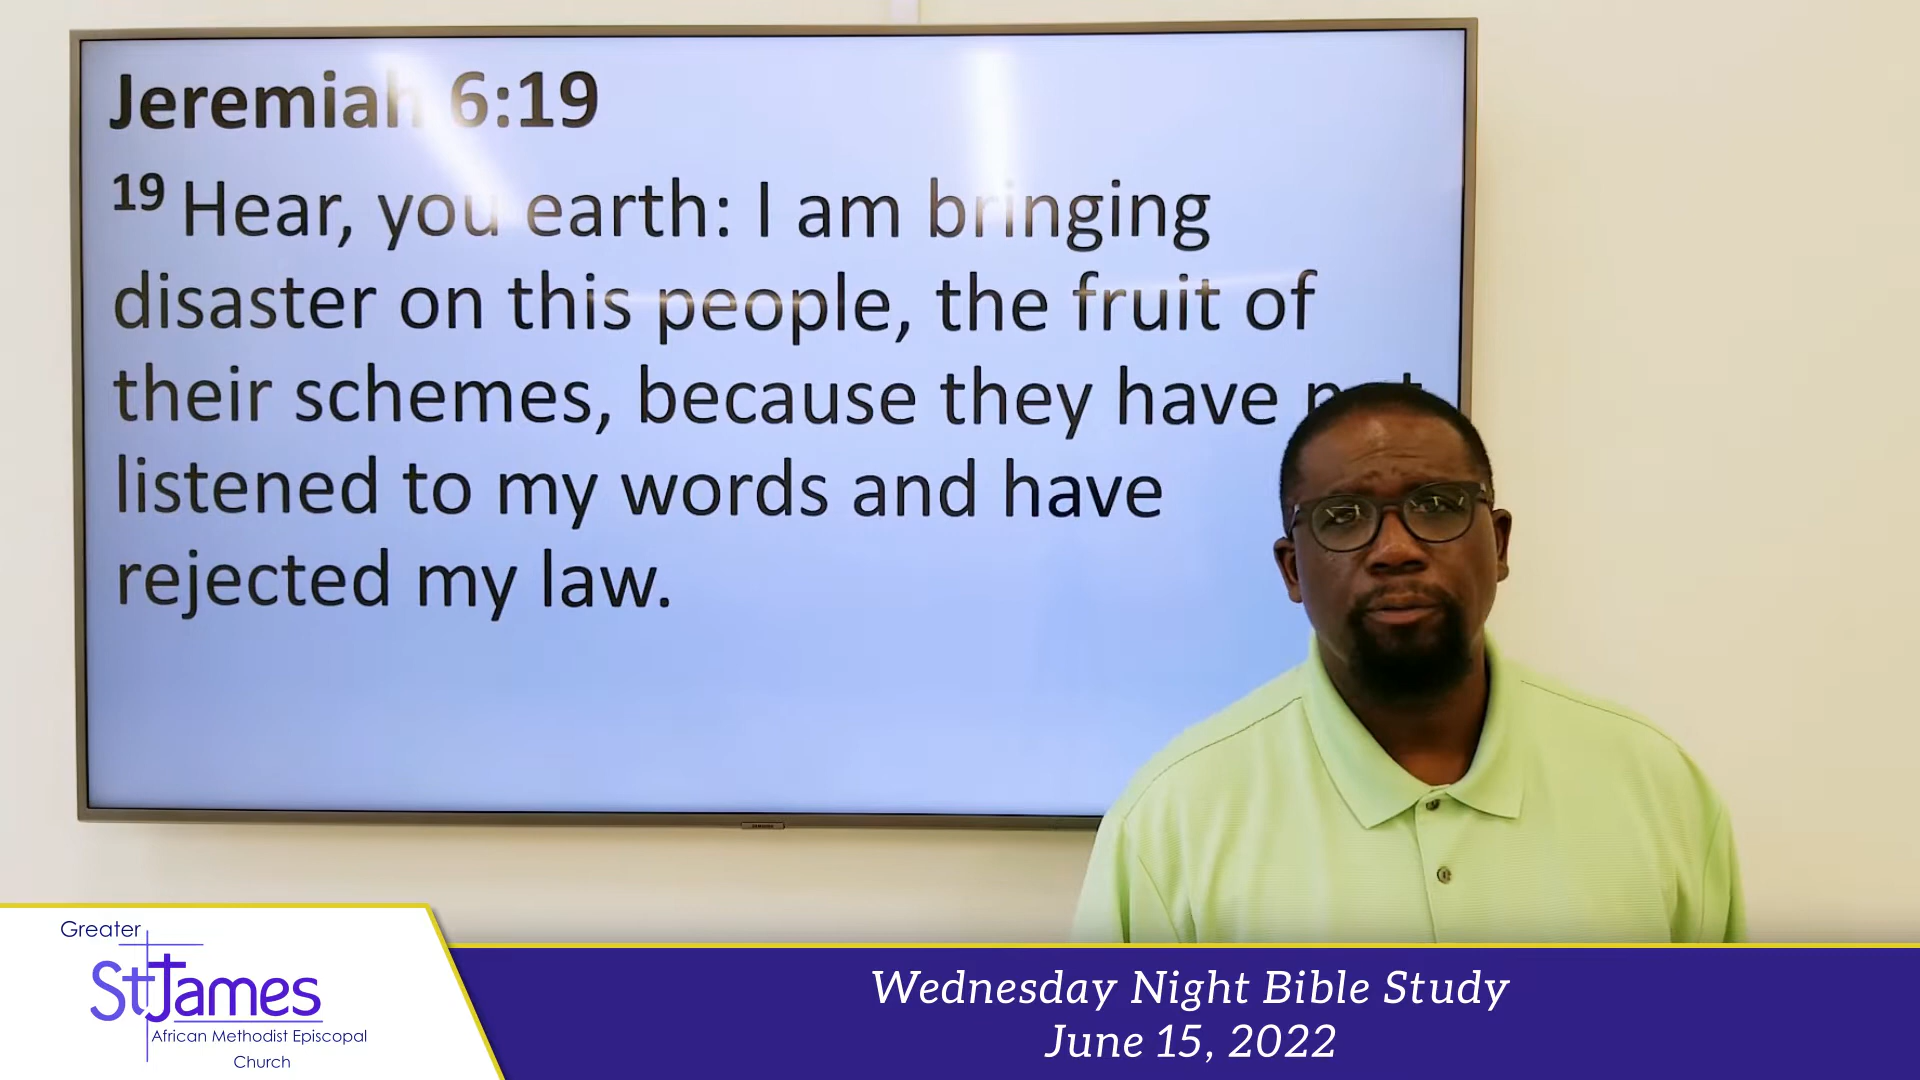 Jeremiah 6:19
19 Hear, you earth: I am bringing
disaster on this people, the fruit of
their schemes, because they have
listened to my words and have
rejected my law.
Greater
St James
African Methodist Episcopal
Church
Wednesday Night Bible Study
June 15, 2022